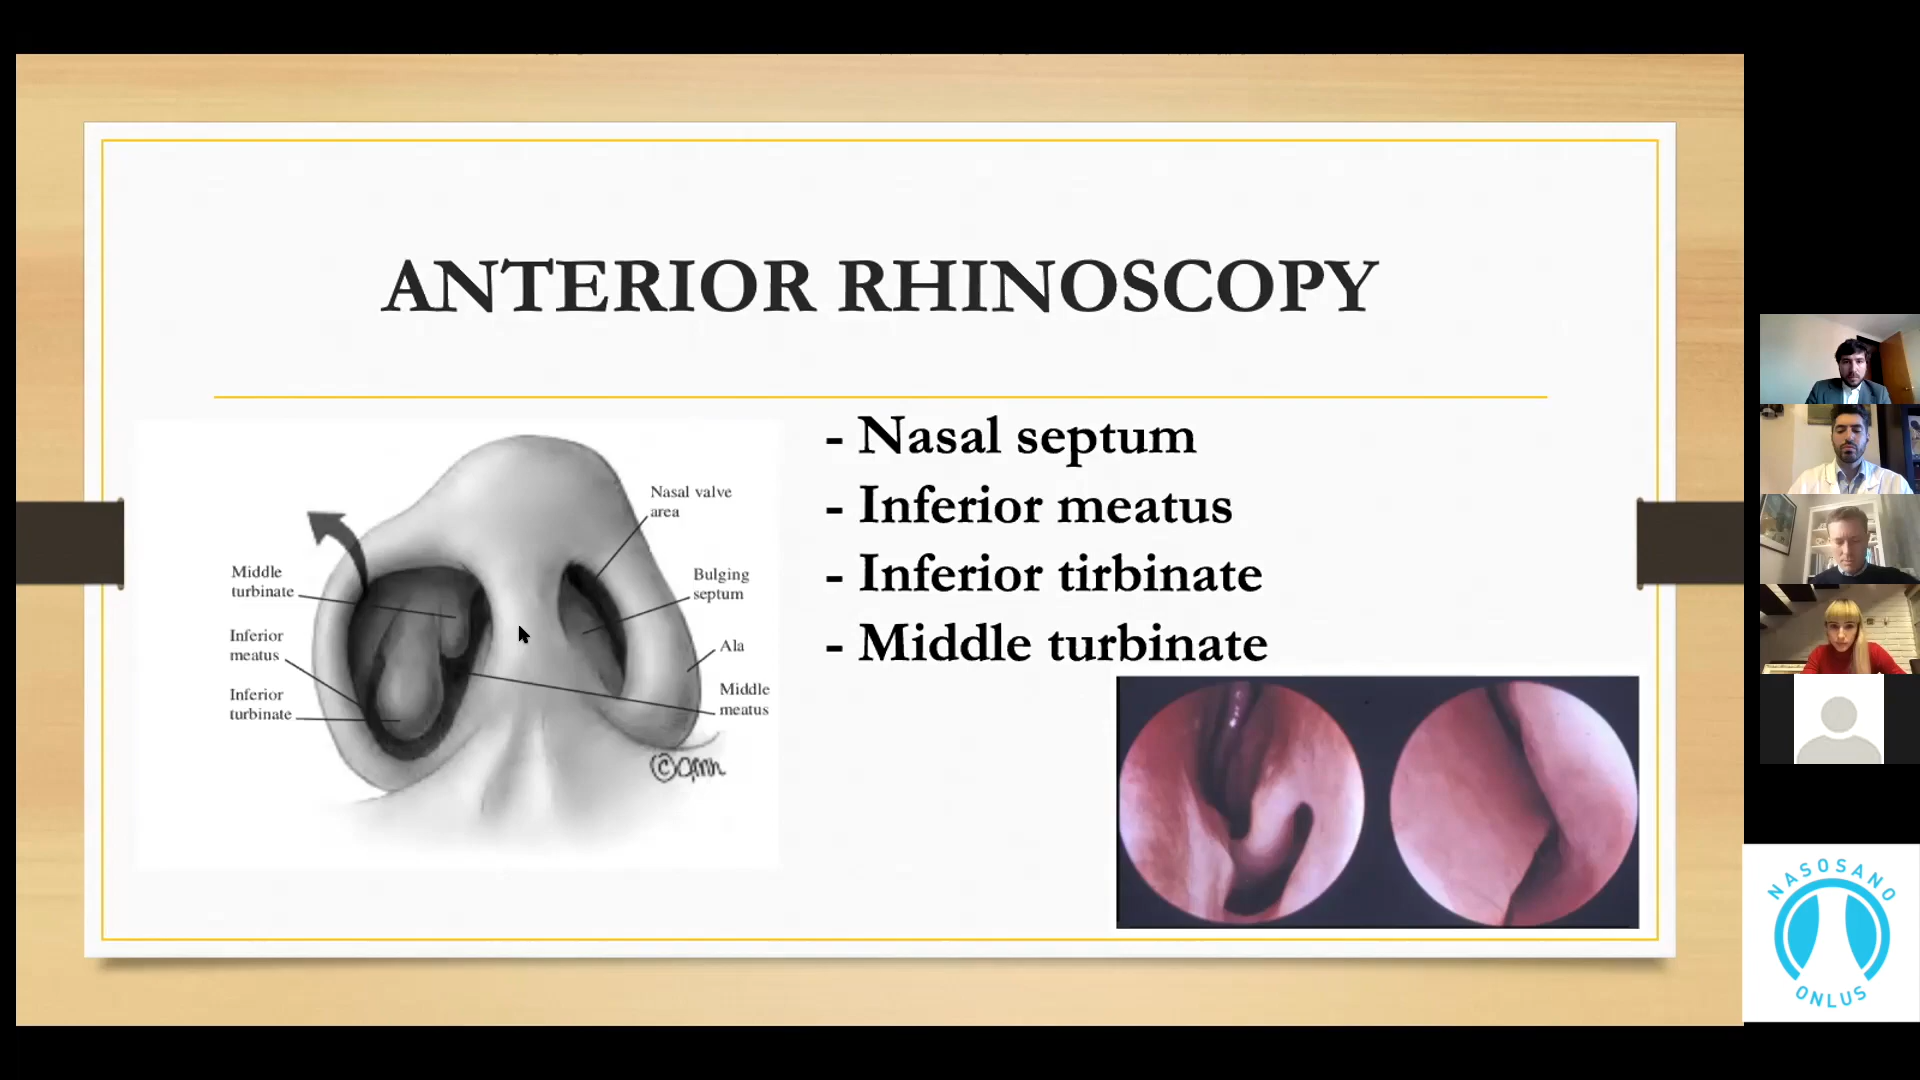 ANTERIOR RHINOSCOPY
- Nasal septum
- Inferior meatus
- Inferior tirbinate
- Middle turbinate
Nasal valve
area
Middle
turbinate
Bulging
septum
Inferior
meatus
Ala
Inferior
turbinate
Middle
meatus
NASOSANO
ONLUS